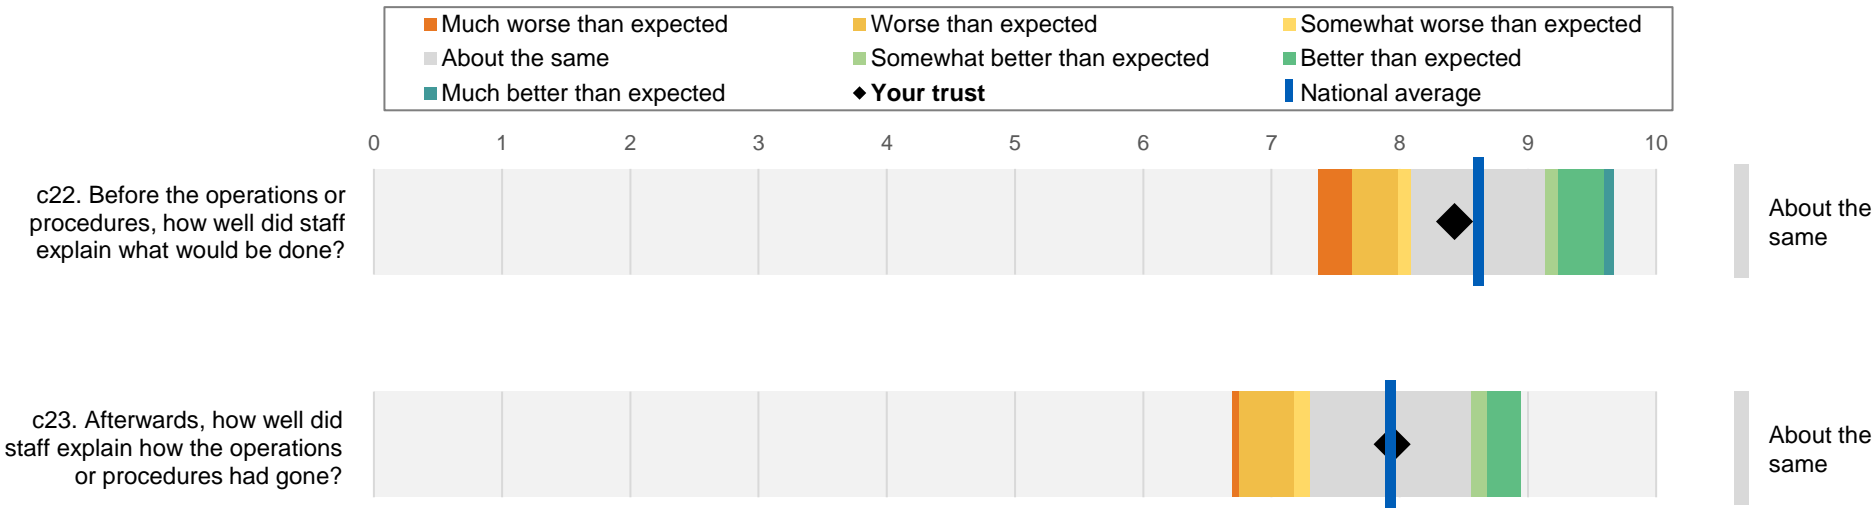 Much worse than expected
Worse than expected
Somewhat worse than expected
About the same
Somewhat better than expected
Better than expected
Much better than expected
Your trust
National average
0 1 2 3 4 5 6 7 8 9 10
c22. Before the operations or
procedures, how well did staff
explain what would be done?
About the
same
c23. Afterwards, how well did
staff explain how the operations
or procedures had gone?
About the
same